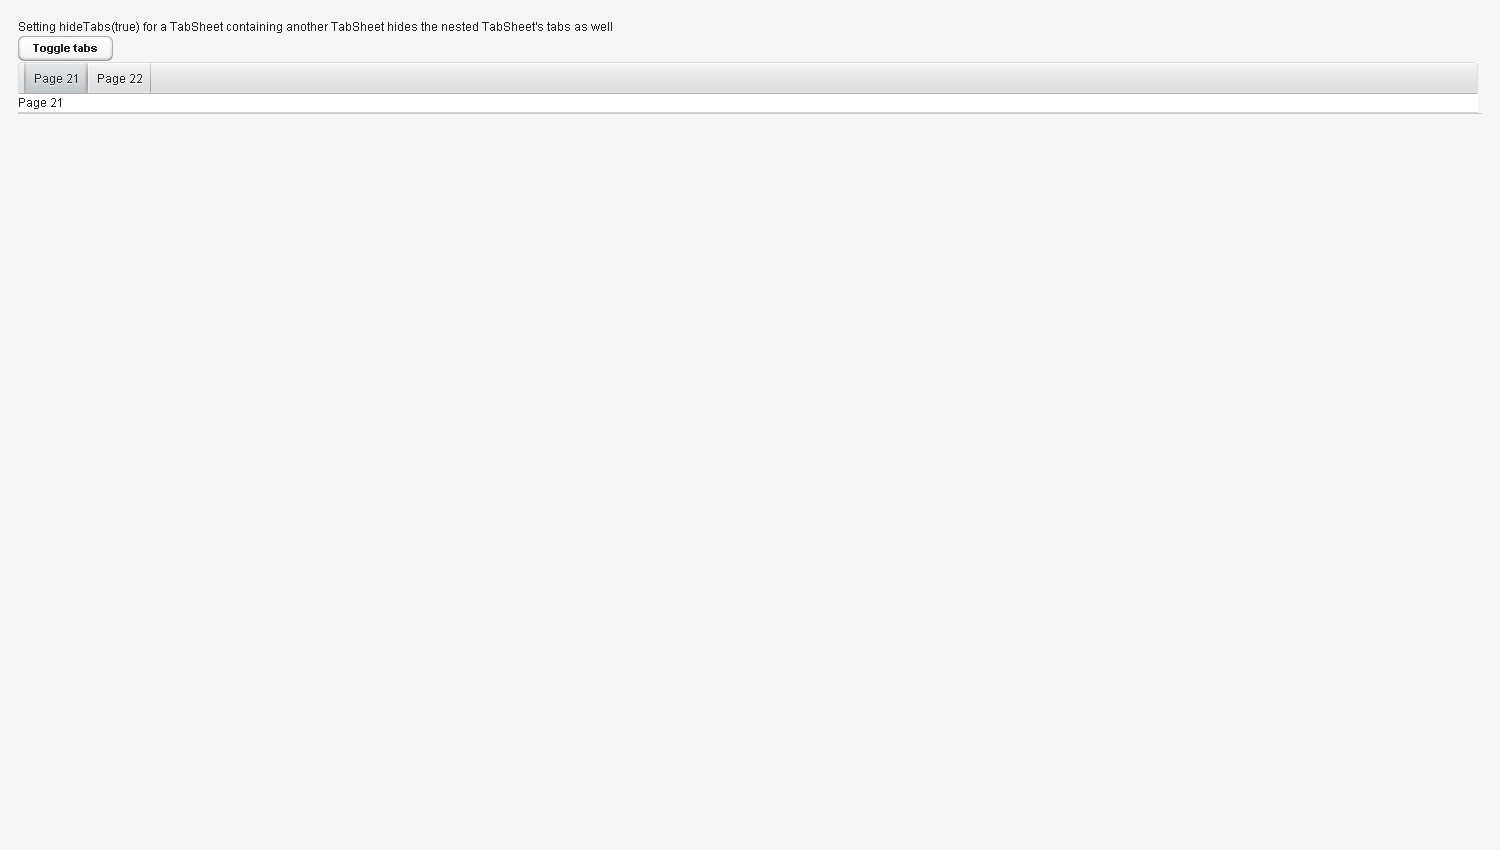 Setting hideTabs(true) for a TabSheet containing another TabSheet hides the nested TabSheet's tabs as well
Toggle tabs
Page 21 Page 22
Page 21